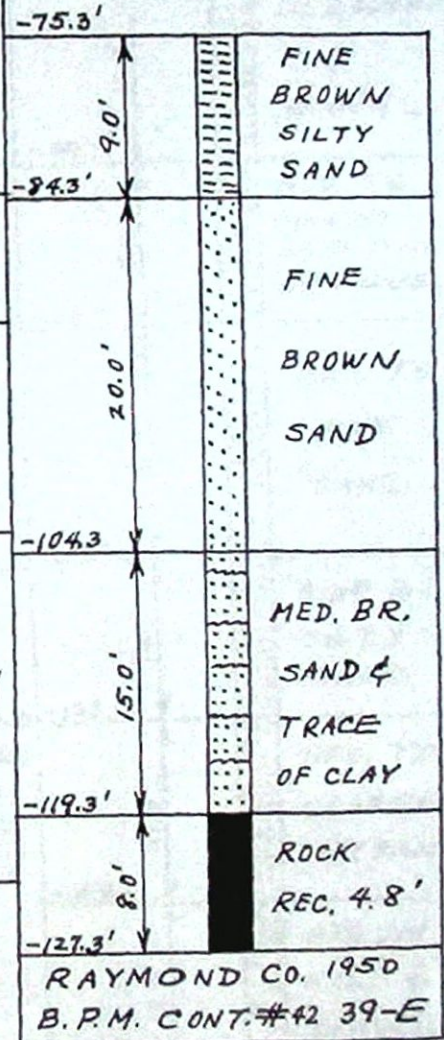 -75.3'
9.0'
FINE
BROWN
SILTY
SAND
-84.3'
20.0'
FINE
BROWN
SAND
-104.3
15.0'
MED. BR.
SAND &
TRACE
OF CLAY
-119.3'
8.0'
ROCK
REC. 4.8'
-127.3'
RAYMOND CO. 1950
B.P.M. CONT.#42 39-E